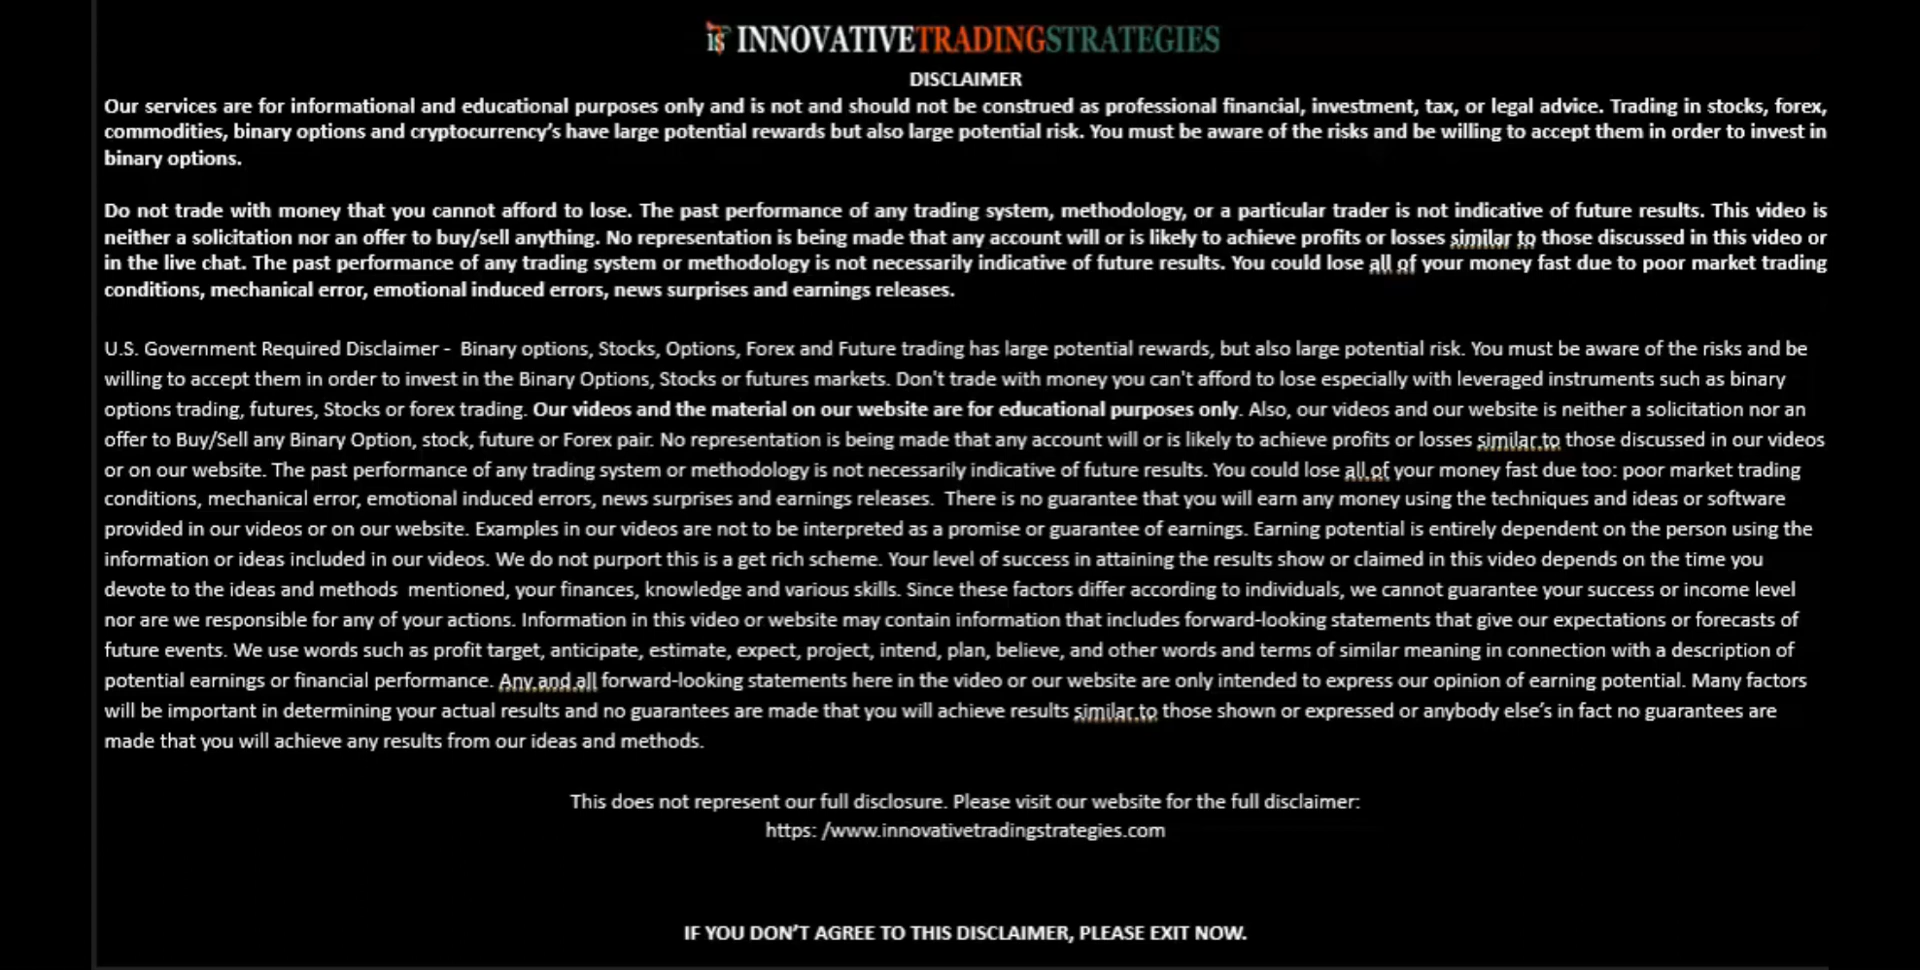 is INNOVATIVETRADINGSTRATEGIES
DISCLAIMER
Our services are for informational and educational purposes only and is not and should not be construed as professional financial, investment, tax, or legal advice. Trading in stocks, forex,
commodities, binary options and cryptocurrency’s have large potential rewards but also large potential risk. You must be aware of the risks and be willing to accept them in order to invest in
binary options.
Do not trade with money that you cannot afford to lose. The past performance of any trading system, methodology, or a particular trader is not indicative of future results. This video is
neither a solicitation nor an offer to buy/sell anything. No representation is being made that any account will or is likely to achieve profits or losses similar to those discussed in this video or
in the live chat. The past performance of any trading system or methodology is not necessarily indicative of future results. You could lose all of your money fast due to poor market trading
conditions, mechanical error, emotional induced errors, news surprises and earnings releases.
U.S. Government Required Disclaimer - Binary options, Stocks, Options, Forex and Future trading has large potential rewards, but also large potential risk. You must be aware of the risks and be
willing to accept them in order to invest in the Binary Options, Stocks or futures markets. Don't trade with money you can't afford to lose especially with leveraged instruments such as binary
options trading, futures, Stocks or forex trading. Our videos and the material on our website are for educational purposes only. Also, our videos and our website is neither a solicitation nor an
offer to Buy/Sell any Binary Option, stock, future or Forex pair. No representation is being made that any account will or is likely to achieve profits or losses similar to those discussed in our videos
or on our website. The past performance of any trading system or methodology is not necessarily indicative of future results. You could lose all of your money fast due too: poor market trading
conditions, mechanical error, emotional induced errors, news surprises and earnings releases. There is no guarantee that you will earn any money using the techniques and ideas or software
provided in our videos or on our website. Examples in our videos are not to be interpreted as a promise or guarantee of earnings. Earning potential is entirely dependent on the person using the
information or ideas included in our videos. We do not purport this is a get rich scheme. Your level of success in attaining the results show or claimed in this video depends on the time you
devote to the ideas and methods mentioned, your finances, knowledge and various skills. Since these factors differ according to individuals, we cannot guarantee your success or income level
nor are we responsible for any of your actions. Information in this video or website may contain information that includes forward-looking statements that give our expectations or forecasts of
future events. We use words such as profit target, anticipate, estimate, expect, project, intend, plan, believe, and other words and terms of similar meaning in connection with a description of
potential earnings or financial performance. Any and all forward-looking statements here in the video or our website are only intended to express our opinion of earning potential. Many factors
will be important in determining your actual results and no guarantees are made that you will achieve results similar to those shown or expressed or anybody else’s in fact no guarantees are
made that you will achieve any results from our ideas and methods.
This does not represent our full disclosure. Please visit our website for the full disclaimer:
https: /www.innovativetradingstrategies.com
IF YOU DON’T AGREE TO THIS DISCLAIMER, PLEASE EXIT NOW.